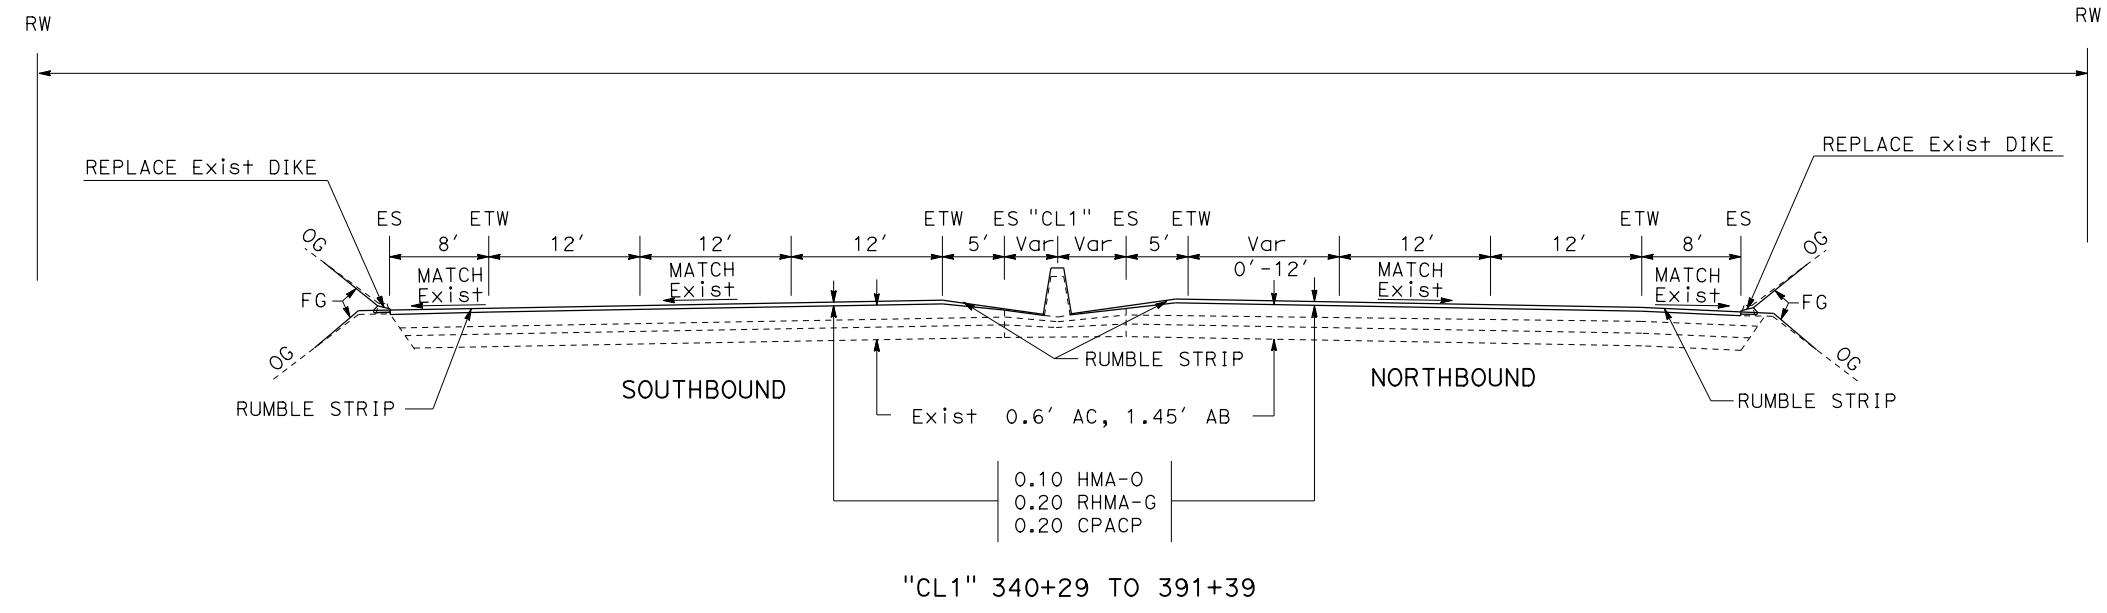 RW
RW
REPLACE Exist DIKE
REPLACE Exist DIKE
ES
ETW
ETW
ES
"CL1"
ES
ETW
ETW
ES
8'
12'
12'
12'
5'
Var
Var
5'
Var
0'-12'
12'
12'
8'
OG
FG
OG
MATCH
Exist
MATCH
Exist
MATCH
Exist
MATCH
Exist
OG
FG
OG
RUMBLE STRIP
SOUTHBOUND
RUMBLE STRIP
NORTHBOUND
RUMBLE STRIP
Exist 0.6' AC, 1.45' AB
0.10 HMA-O
0.20 RHMA-G
0.20 CPACP
"CL1" 340+29 TO 391+39